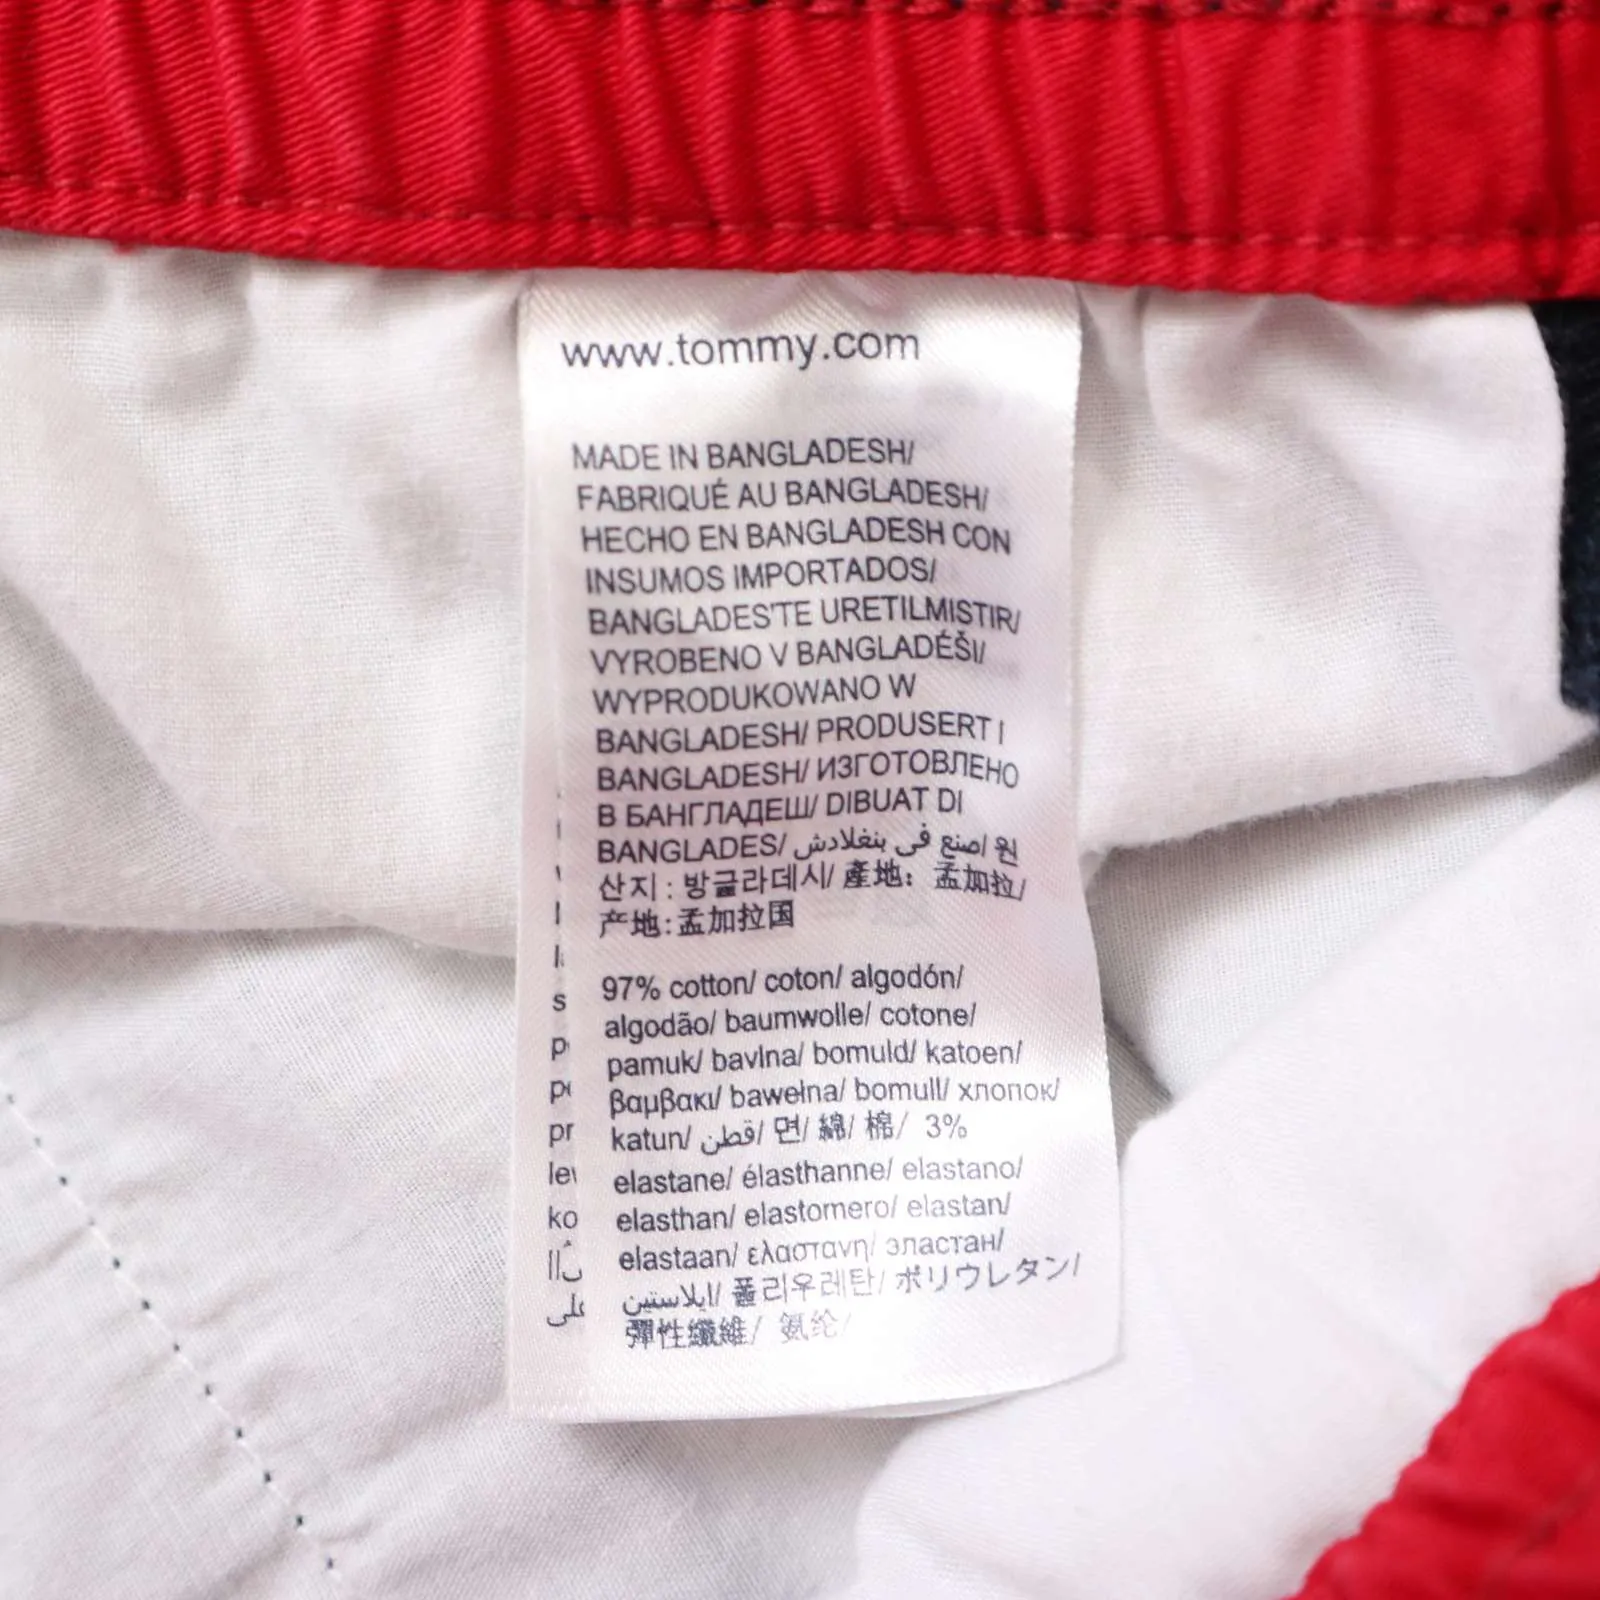 www.tommy.com
MADE IN BANGLADESH/
FABRIQUÉ AU BANGLADESH/
HECHO EN BANGLADESH CON
INSUMOS IMPORTADOS/
BANGLADES'TE URETILMISTIR/
VYROBENO V BANGLADÉŠI/
WYPRODUKOWANO W
BANGLADESH/ PRODUSERT I
BANGLADESH/ ИЗГОТОВЛЕНО
В БАНГЛАДЕШ/ DIBUAT DI
BANGLADES/ صنع في بنغلادش/ 원
산지 : 방글라데시/ 產地：孟加拉/
产地:孟加拉国
97% cotton/ coton/ algodón/
algodão/ baumwolle/ cotone/
pamuk/ bavlna/ bomuld/ katoen/
βαμβακι/ bawełna/ bomull/ хлопок/
katun/ قطن/ 면/ 綿/ 棉/ 3%
elastane/ élasthanne/ elastano/
elasthan/ elastomero/ elastan/
elastaan/ ελαστανη/ эластан/
ايلاستين/ 폴리우레탄/ ポリウレタン/
彈性纖維/ 氨纶/